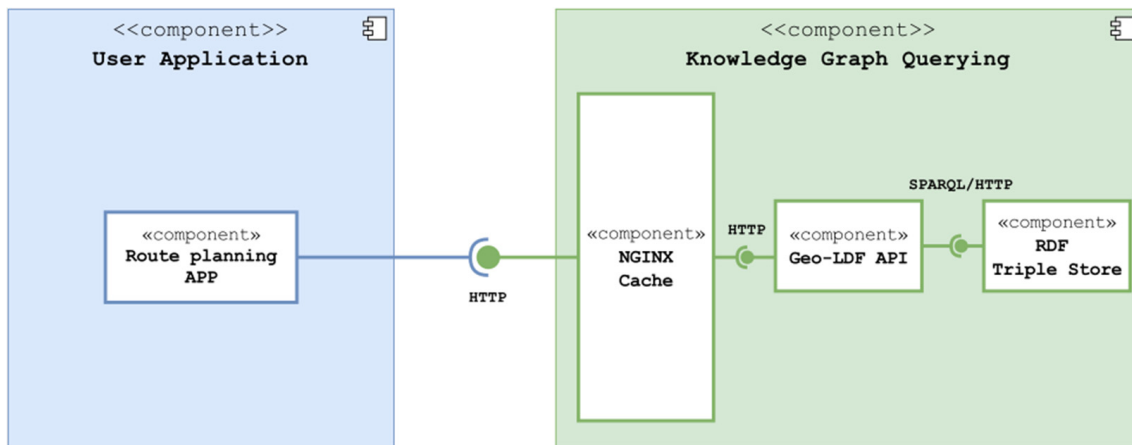 <<component>>
User Application
«component»
Route planning
APP
HTTP
<<component>>
Knowledge Graph Querying
«component»
NGINX
Cache
HTTP
«component»
Geo-LDF API
SPARQL/HTTP
«component»
RDF
Triple Store